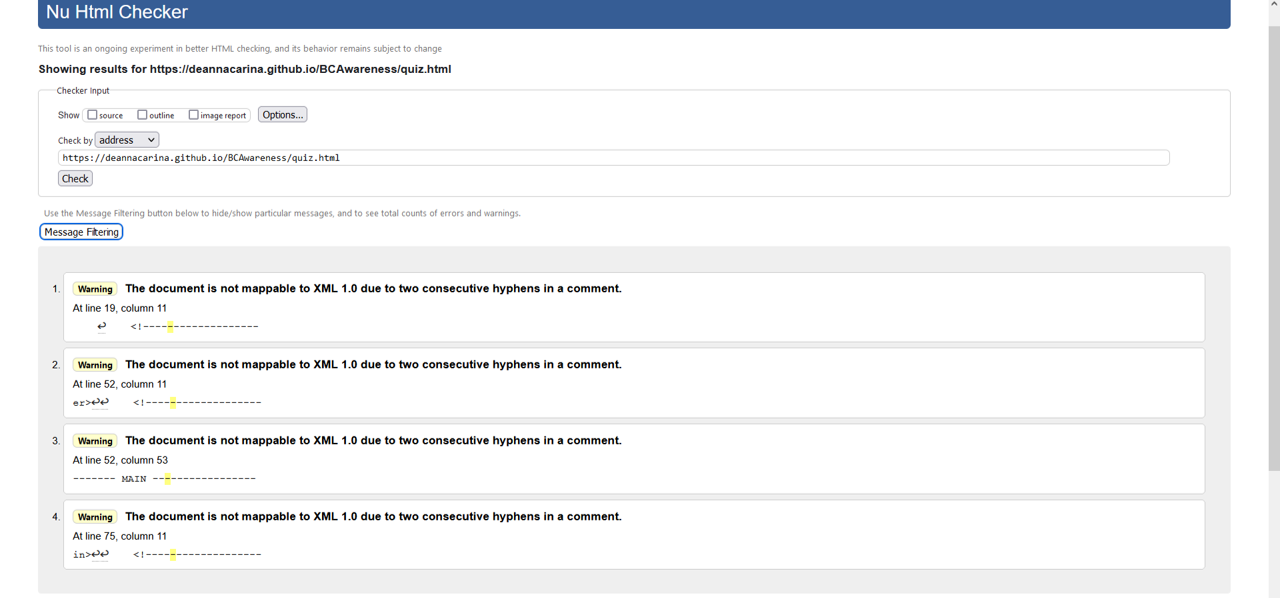 Nu Html Checker
This tool is an ongoing experiment in better HTML checking, and its behavior remains subject to change
Showing results for https://deannacarina.github.io/BCAwareness/quiz.html
Checker Input
Show source outline image report Options...
Check by address
https://deannacarina.github.io/BCAwareness/quiz.html
Check
Use the Message Filtering button below to hide/show particular messages, and to see total counts of errors and warnings.
Message Filtering
1. Warning The document is not mappable to XML 1.0 due to two consecutive hyphens in a comment.
At line 19, column 11
↩ <!-------------------
2. Warning The document is not mappable to XML 1.0 due to two consecutive hyphens in a comment.
At line 52, column 11
er>↩↩ <!-------------------
3. Warning The document is not mappable to XML 1.0 due to two consecutive hyphens in a comment.
At line 52, column 53
------- MAIN -----------------
4. Warning The document is not mappable to XML 1.0 due to two consecutive hyphens in a comment.
At line 75, column 11
in>↩↩ <!-------------------